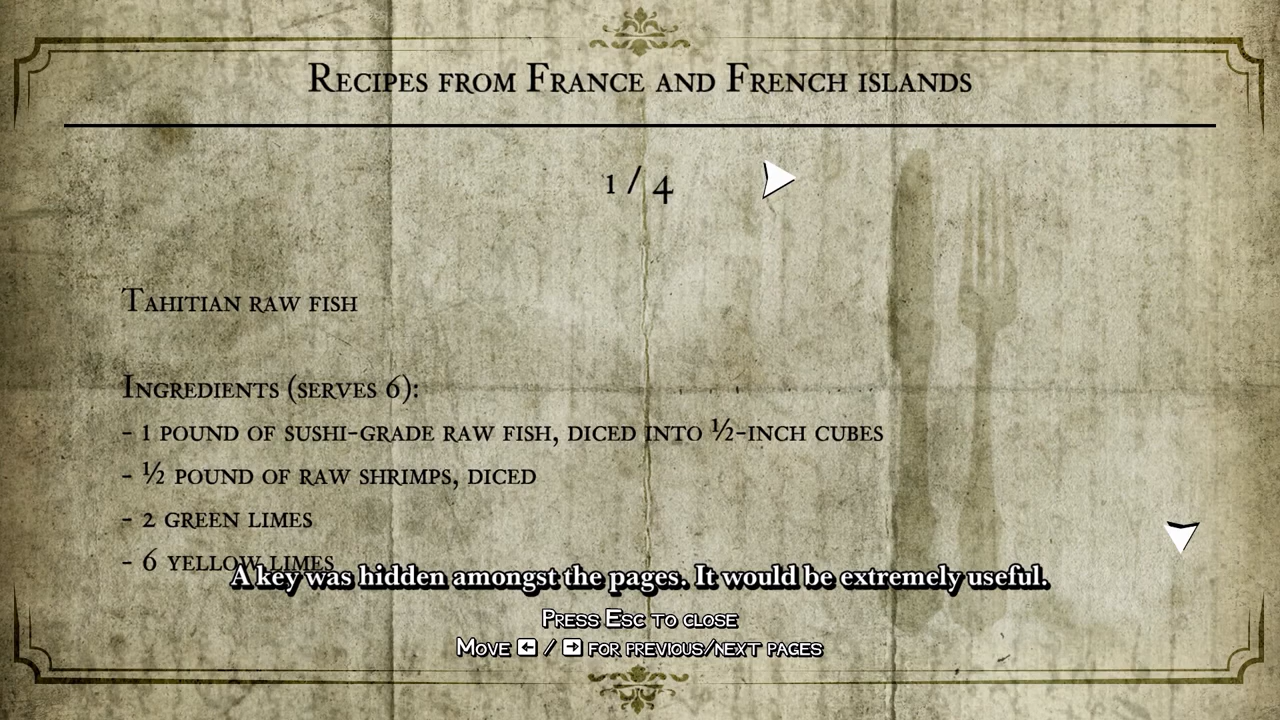 Recipes from France and French islands
1 / 4
Tahitian raw fish
Ingredients (serves 6):
- 1 pound of sushi-grade raw fish, diced into ½-inch cubes
- ½ pound of raw shrimps, diced
- 2 green limes
- 6 yellow limes
A key was hidden amongst the pages. It would be extremely useful.
Press Esc to close
Move ← / → for previous/next pages